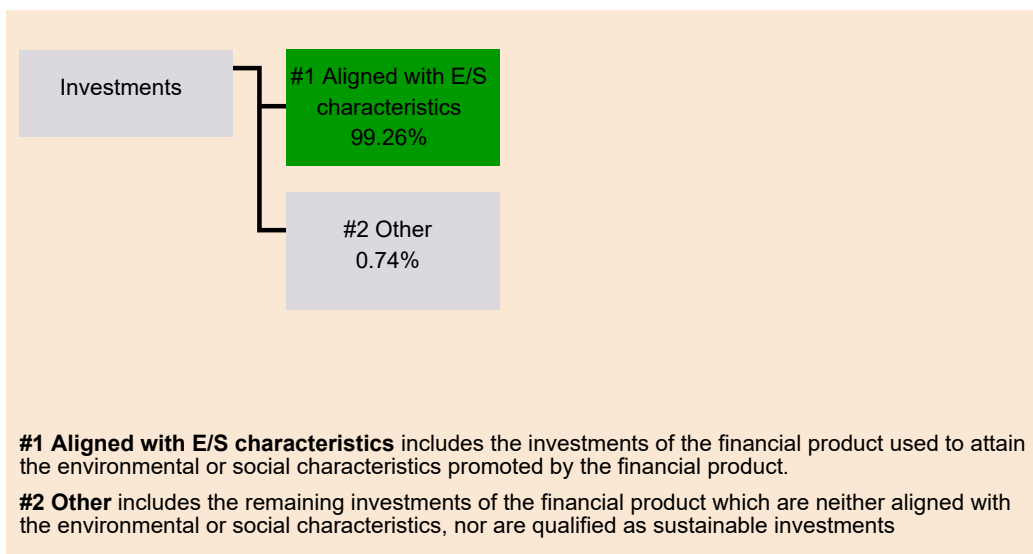 Investments
#1 Aligned with E/S
characteristics
99.26%
#2 Other
0.74%
#1 Aligned with E/S characteristics includes the investments of the financial product used to attain
the environmental or social characteristics promoted by the financial product.
#2 Other includes the remaining investments of the financial product which are neither aligned with
the environmental or social characteristics, nor are qualified as sustainable investments